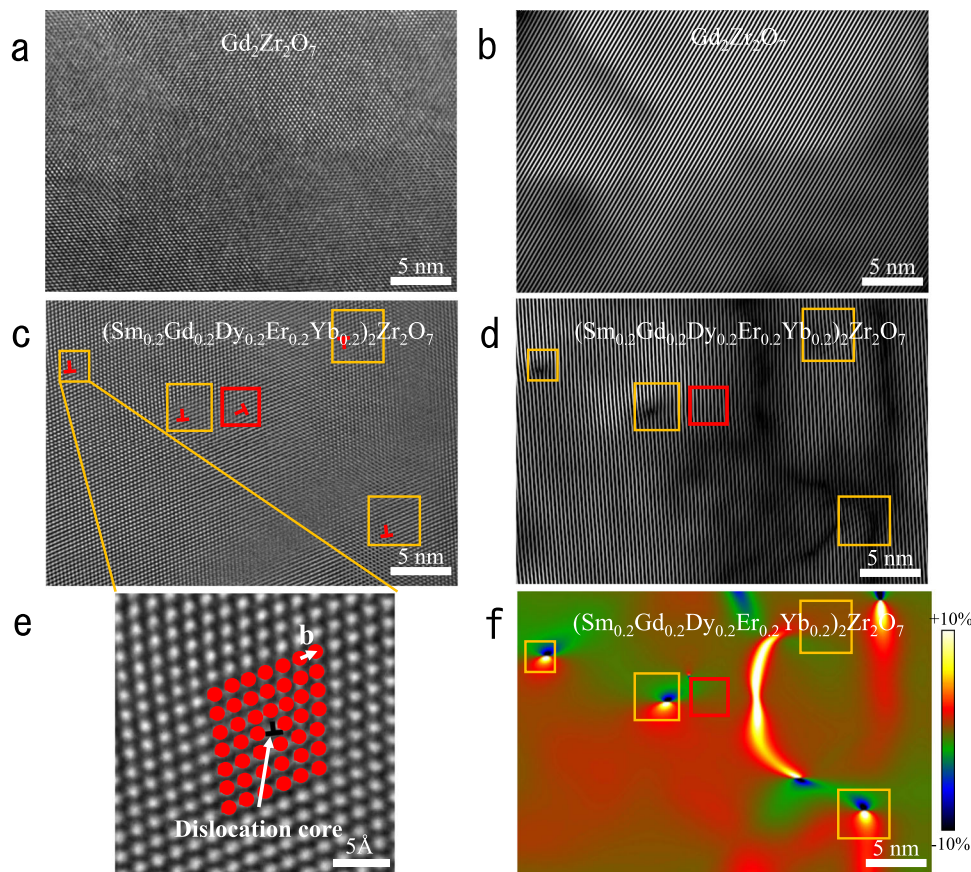 a
Gd₂Zr₂O₇
5 nm
b
Gd₂Zr₂O₇
5 nm
c
(Sm₀.₂Gd₀.₂Dy₀.₂Er₀.₂Yb₀.₂)₂Zr₂O₇
5 nm
d
(Sm₀.₂Gd₀.₂Dy₀.₂Er₀.₂Yb₀.₂)₂Zr₂O₇
5 nm
e
b
Dislocation core
5Å
f
(Sm₀.₂Gd₀.₂Dy₀.₂Er₀.₂Yb₀.₂)₂Zr₂O₇
+10%
-10%
5 nm